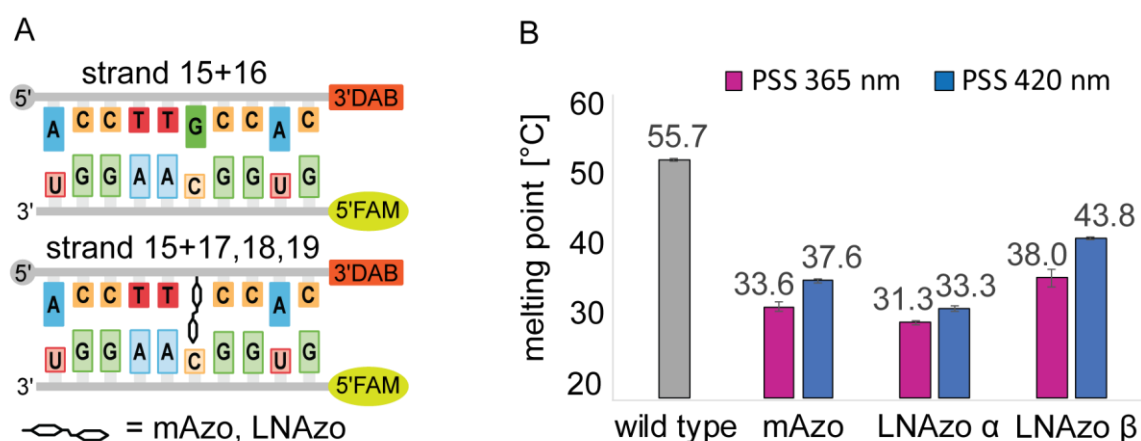 A
strand 15+16
5'
3'DAB
A C C T T G C C A C
U G G A A C G G U G
3'
5'FAM
strand 15+17,18,19
5'
3'DAB
A C C T T C C A C
U G G A A C G G U G
3'
5'FAM
= mAzo, LNAzo
B
PSS 365 nm PSS 420 nm
melting point [°C]
60
50
40
30
20
55.7
33.6
37.6
31.3
33.3
38.0
43.8
wild type mAzo LNAzo α LNAzo β